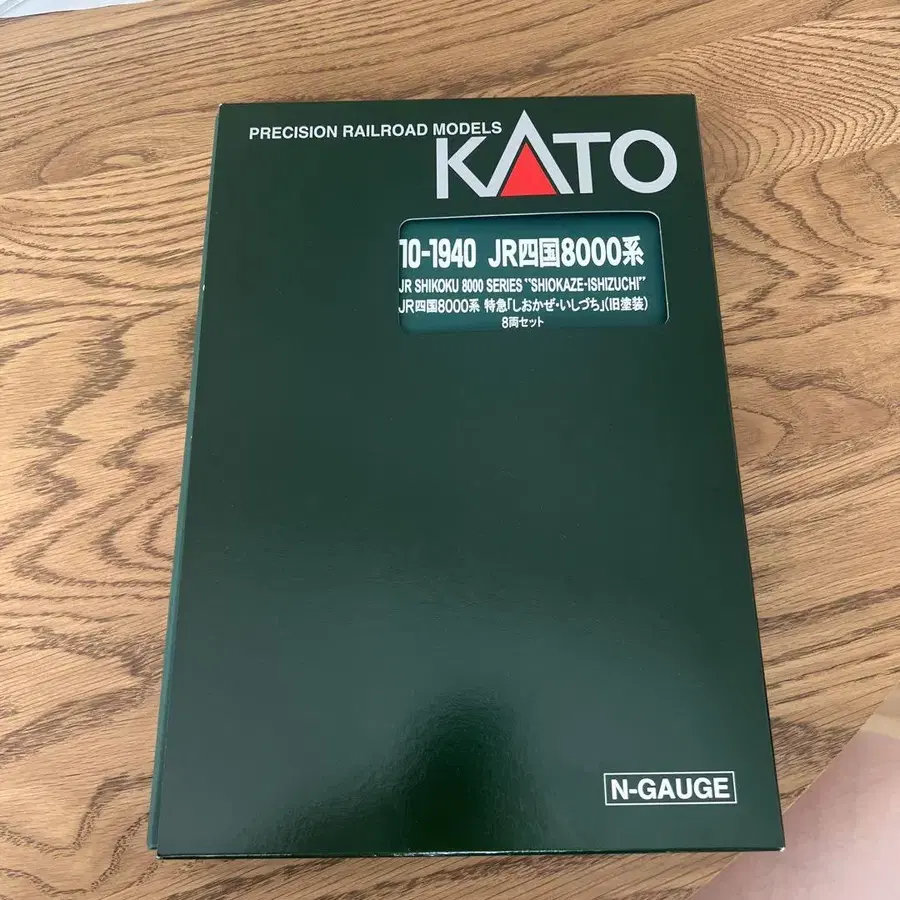 PRECISION RAILROAD MODELS
KATO
10-1940 JR四国8000系
JR SHIKOKU 8000 SERIES "SHIOKAZE-ISHIZUCHI"
JR四国8000系 特急「しおかぜ・いしづち」(旧塗装)
8両セット
N-GAUGE